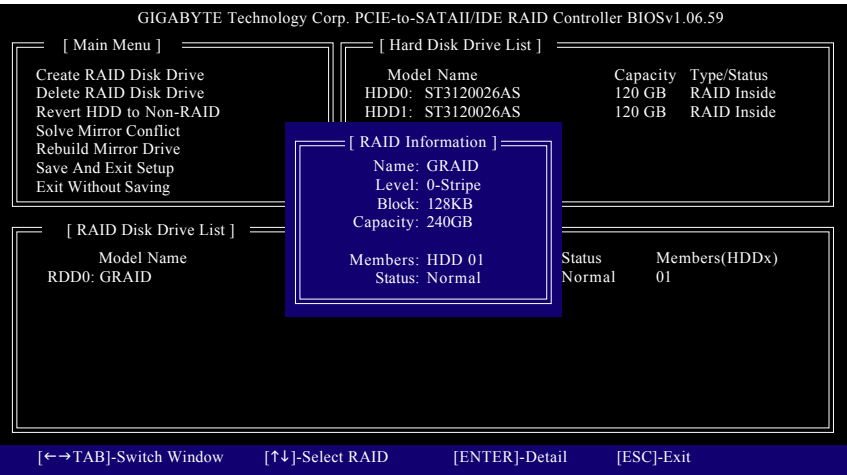 GIGABYTE Technology Corp. PCIE-to-SATAII/IDE RAID Controller BIOSv1.06.59
[ Main Menu ]
Create RAID Disk Drive
Delete RAID Disk Drive
Revert HDD to Non-RAID
Solve Mirror Conflict
Rebuild Mirror Drive
Save And Exit Setup
Exit Without Saving
[ Hard Disk Drive List ]
Model Name Capacity Type/Status
HDD0: ST3120026AS 120 GB RAID Inside
HDD1: ST3120026AS 120 GB RAID Inside
[ RAID Information ]
Name: GRAID
Level: 0-Stripe
Block: 128KB
Capacity: 240GB
Members: HDD 01
Status: Normal
[ RAID Disk Drive List ]
Model Name Status Members(HDDx)
RDD0: GRAID Normal 01
[←→TAB]-Switch Window [↑↓]-Select RAID [ENTER]-Detail [ESC]-Exit